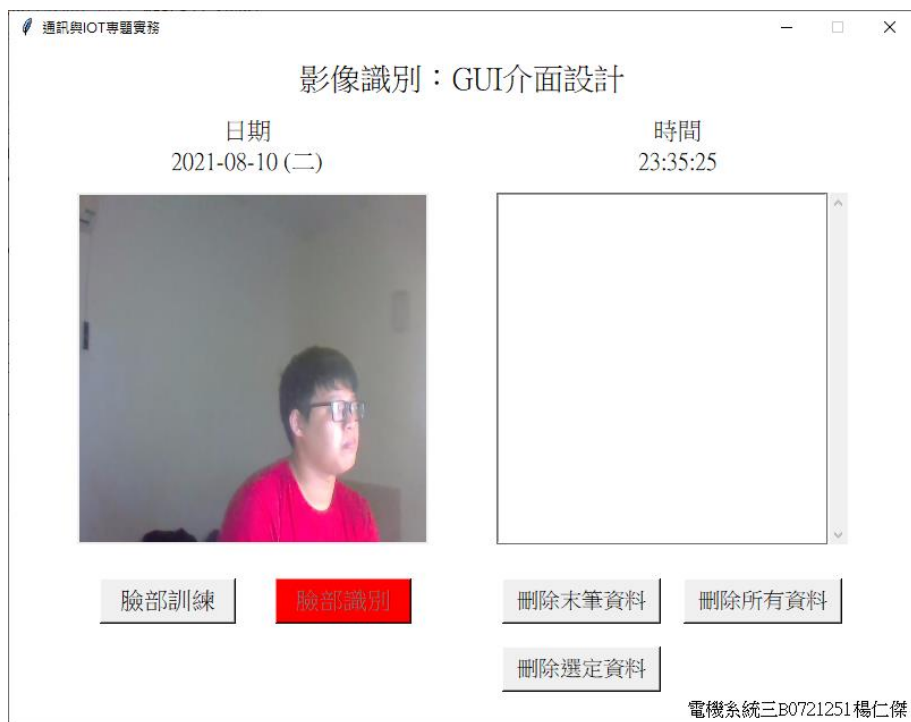 通訊與IOT專題實務
影像識別：GUI介面設計
日期
2021-08-10 (二)
時間
23:35:25
臉部訓練
臉部識別
刪除末筆資料
刪除所有資料
刪除選定資料
電機系統三B0721251楊仁傑